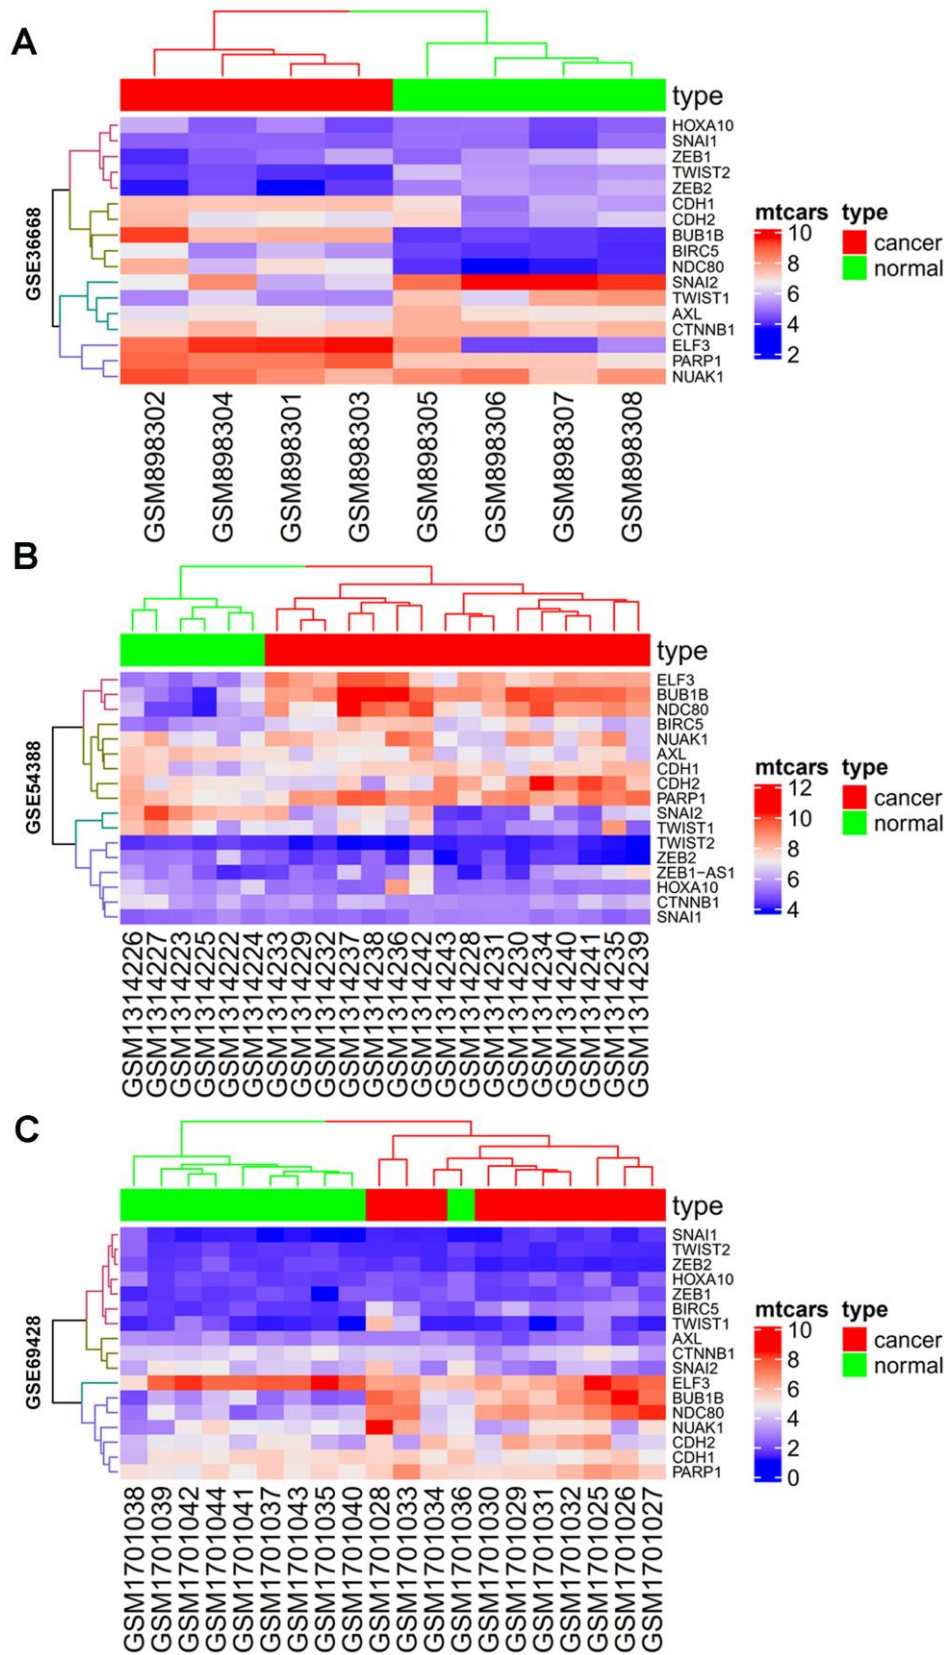 A
type
HOXA10
SNAI1
ZEB1
TWIST2
ZEB2
CDH1
CDH2
BUB1B
BIRC5
NDC80
SNAI2
TWIST1
AXL
CTNNB1
ELF3
PARP1
NUAK1
GSE36668
mtcars type
10
8
6
4
2
cancer
normal
GSM898302
GSM898304
GSM898301
GSM898303
GSM898305
GSM898306
GSM898307
GSM898308
B
type
ELF3
BUB1B
NDC80
BIRC5
NUAK1
AXL
CDH1
CDH2
PARP1
SNAI2
TWIST1
TWIST2
ZEB2
ZEB1-AS1
HOXA10
CTNNB1
SNAI1
GSE54388
mtcars type
12
10
8
6
4
cancer
normal
GSM1314226
GSM1314227
GSM1314223
GSM1314225
GSM1314222
GSM1314224
GSM1314233
GSM1314229
GSM1314232
GSM1314237
GSM1314238
GSM1314236
GSM1314242
GSM1314243
GSM1314228
GSM1314231
GSM1314230
GSM1314234
GSM1314240
GSM1314241
GSM1314235
GSM1314239
C
type
SNAI1
TWIST2
ZEB2
HOXA10
ZEB1
BIRC5
TWIST1
AXL
CTNNB1
SNAI2
ELF3
BUB1B
NDC80
NUAK1
CDH2
CDH1
PARP1
GSE69428
mtcars type
10
8
6
4
2
0
cancer
normal
GSM1701038
GSM1701039
GSM1701042
GSM1701044
GSM1701041
GSM1701037
GSM1701043
GSM1701035
GSM1701040
GSM1701028
GSM1701033
GSM1701034
GSM1701036
GSM1701030
GSM1701029
GSM1701031
GSM1701032
GSM1701025
GSM1701026
GSM1701027